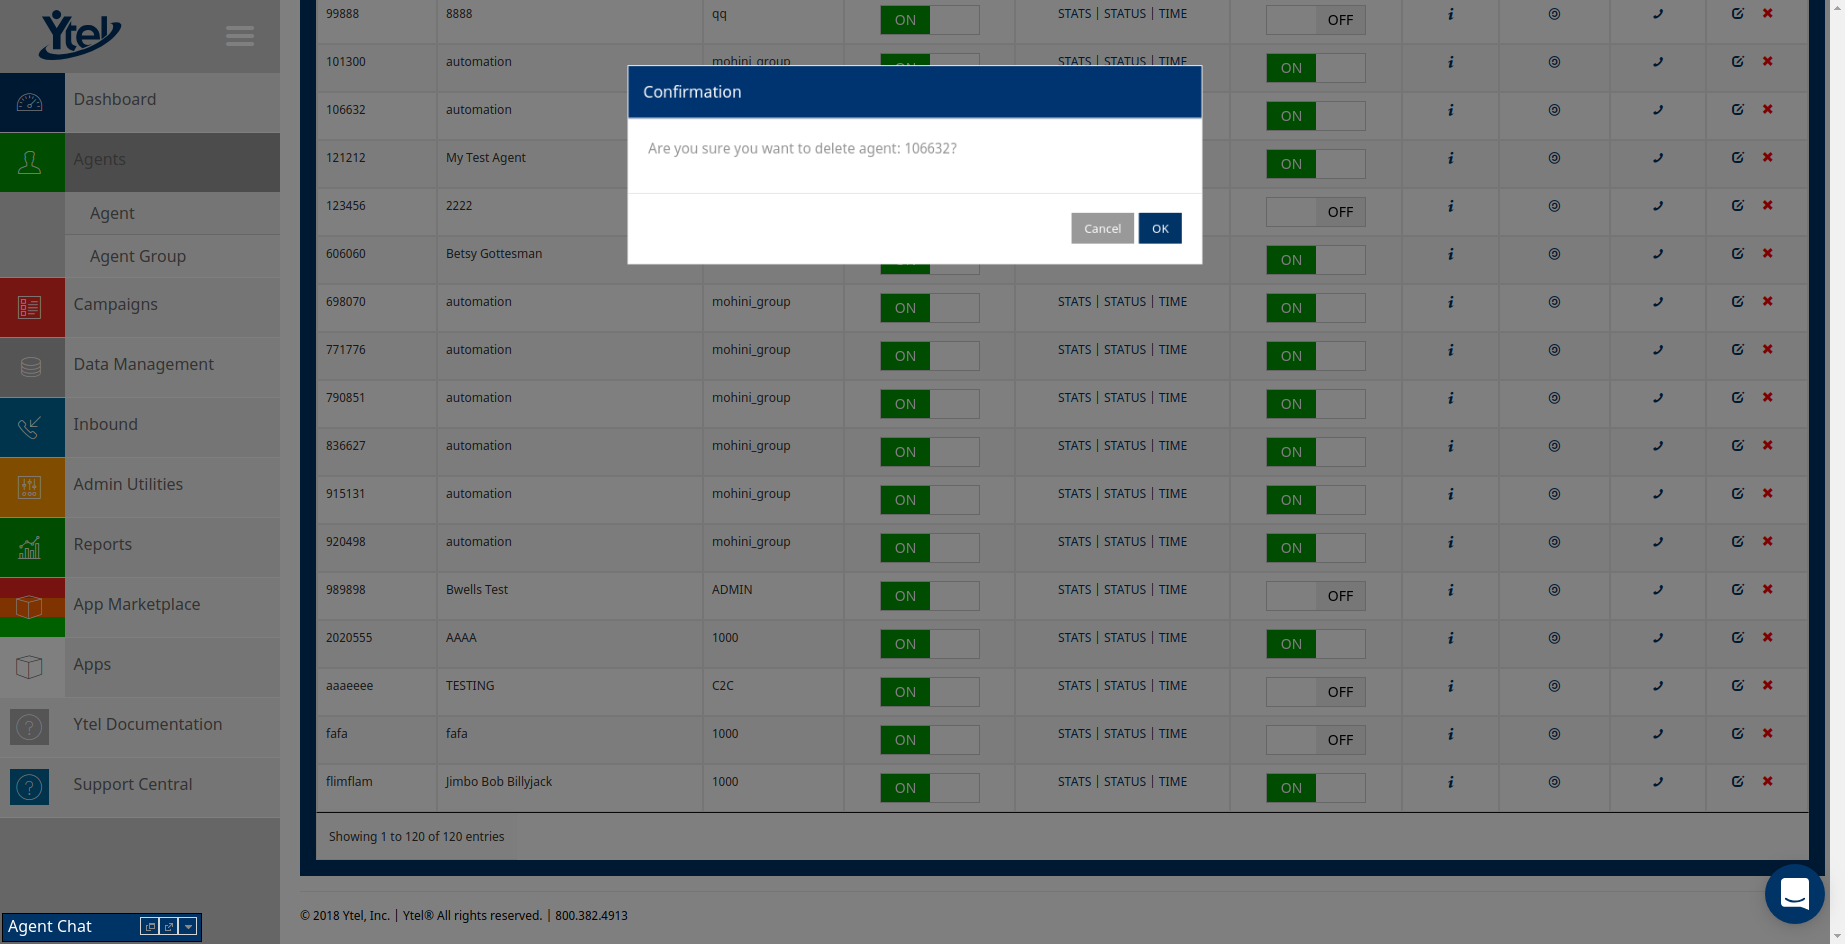 Ytel
Dashboard
Agents
Agent
Agent Group
Campaigns
Data Management
Inbound
Admin Utilities
Reports
App Marketplace
Apps
Ytel Documentation
Support Central
Agent Chat
99888 8888 qq ON STATS | STATUS | TIME OFF
101300 automation mohini_group ON STATS | STATUS | TIME ON
106632 automation ON
121212 My Test Agent ON
123456 2222 OFF
606060 Betsy Gottesman ON
698070 automation mohini_group ON STATS | STATUS | TIME ON
771776 automation mohini_group ON STATS | STATUS | TIME ON
790851 automation mohini_group ON STATS | STATUS | TIME ON
836627 automation mohini_group ON STATS | STATUS | TIME ON
915131 automation mohini_group ON STATS | STATUS | TIME ON
920498 automation mohini_group ON STATS | STATUS | TIME ON
989898 Bwells Test ADMIN ON STATS | STATUS | TIME OFF
2020555 AAAA 1000 ON STATS | STATUS | TIME ON
aaaeeee TESTING C2C ON STATS | STATUS | TIME OFF
fafa fafa 1000 ON STATS | STATUS | TIME OFF
flimflam Jimbo Bob Billyjack 1000 ON STATS | STATUS | TIME ON
Showing 1 to 120 of 120 entries
Confirmation
Are you sure you want to delete agent: 106632?
Cancel OK
© 2018 Ytel, Inc. | Ytel® All rights reserved. | 800.382.4913